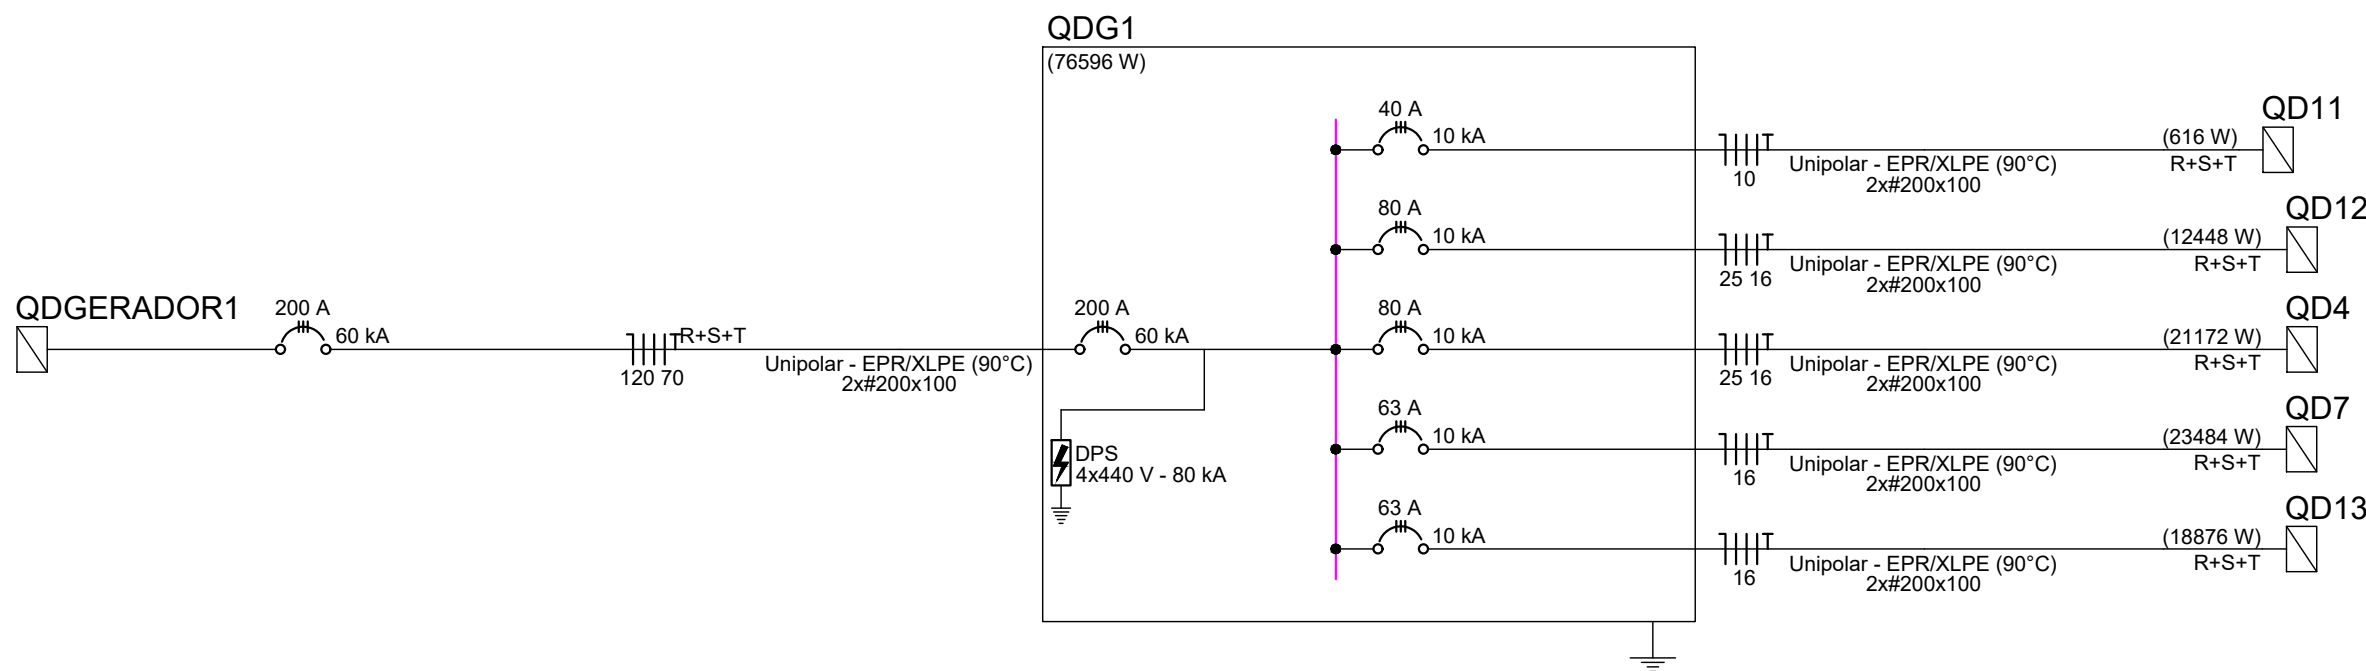 QDG1
(76596 W)
40 A
10 kA
10
Unipolar - EPR/XLPE (90°C)
2x#200x100
(616 W)
R+S+T
QD11
80 A
10 kA
25 16
Unipolar - EPR/XLPE (90°C)
2x#200x100
(12448 W)
R+S+T
QD12
QDGERADOR1
200 A
60 kA
120 70
R+S+T
Unipolar - EPR/XLPE (90°C)
2x#200x100
200 A
60 kA
80 A
10 kA
25 16
Unipolar - EPR/XLPE (90°C)
2x#200x100
(21172 W)
R+S+T
QD4
DPS
4x440 V - 80 kA
63 A
10 kA
16
Unipolar - EPR/XLPE (90°C)
2x#200x100
(23484 W)
R+S+T
QD7
63 A
10 kA
16
Unipolar - EPR/XLPE (90°C)
2x#200x100
(18876 W)
R+S+T
QD13